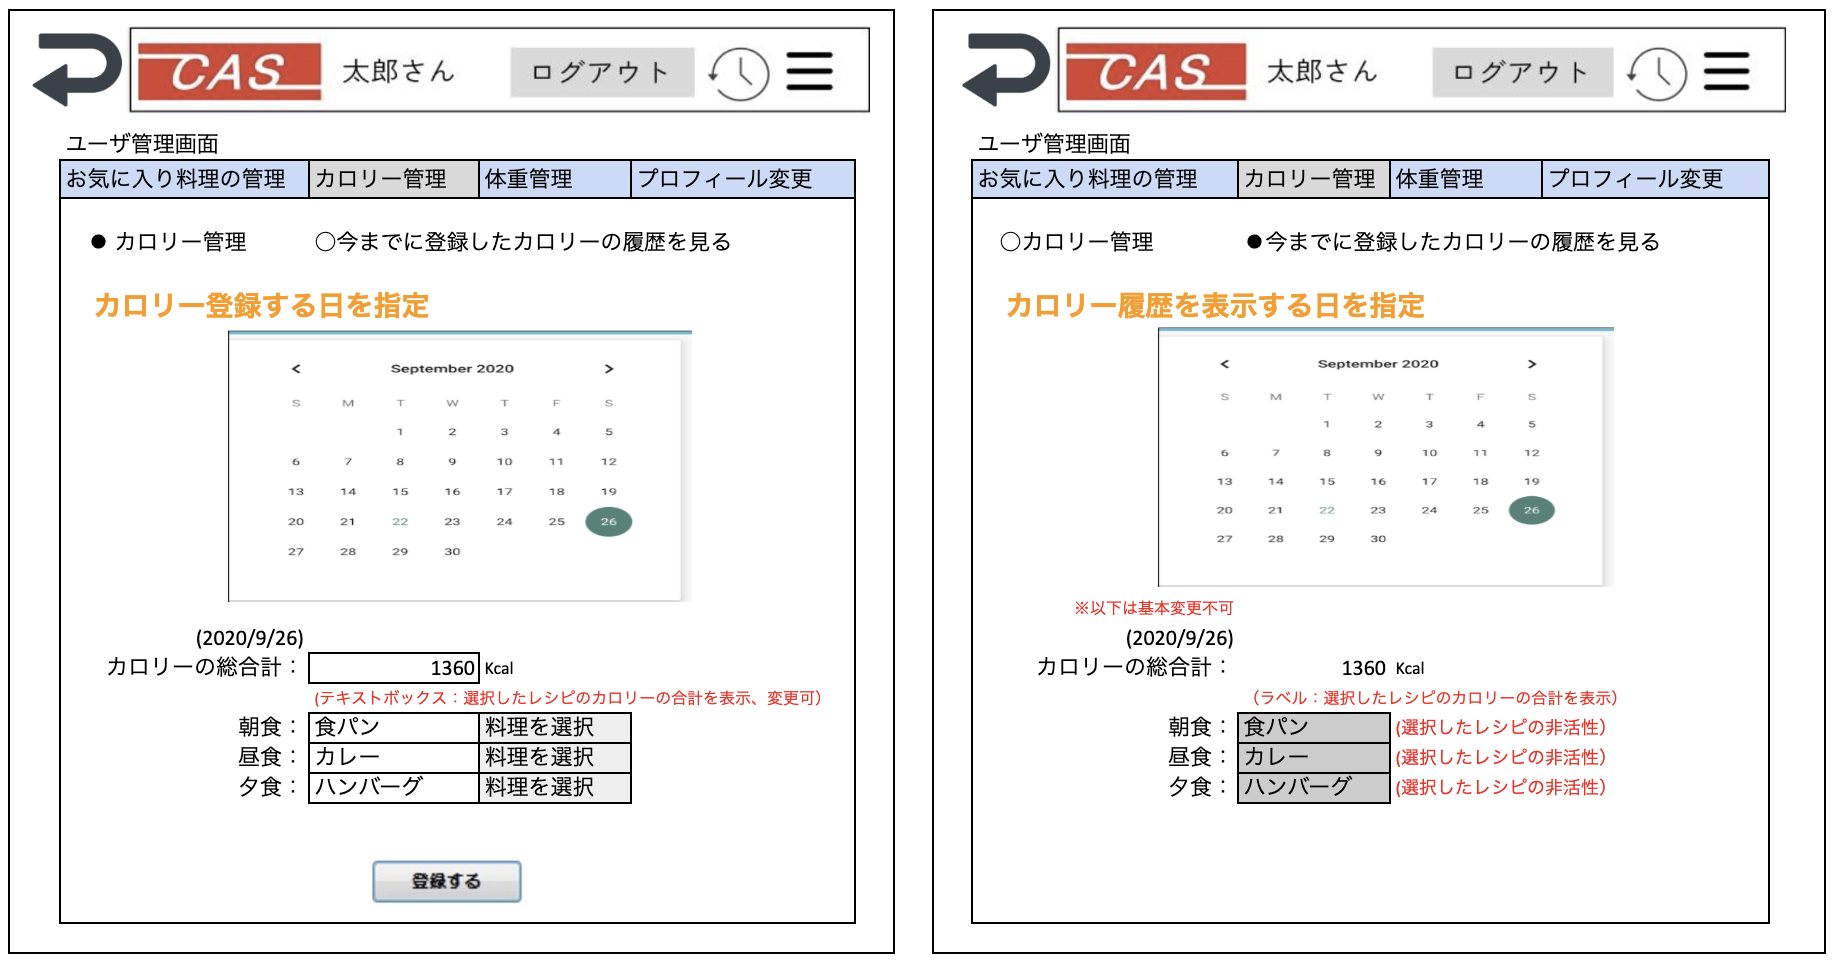 CAS 太郎さん ログアウト
ユーザ管理画面
お気に入り料理の管理 カロリー管理 体重管理 プロフィール変更
● カロリー管理 ○今までに登録したカロリーの履歴を見る
カロリー登録する日を指定
< September 2020 >
S M T W T F S
1 2 3 4 5
6 7 8 9 10 11 12
13 14 15 16 17 18 19
20 21 22 23 24 25 26
27 28 29 30
(2020/9/26)
カロリーの総合計： 1360 Kcal
(テキストボックス：選択したレシピのカロリーの合計を表示、変更可)
朝食： 食パン 料理を選択
昼食： カレー 料理を選択
夕食： ハンバーグ 料理を選択
登録する
CAS 太郎さん ログアウト
ユーザ管理画面
お気に入り料理の管理 カロリー管理 体重管理 プロフィール変更
○カロリー管理 ●今までに登録したカロリーの履歴を見る
カロリー履歴を表示する日を指定
< September 2020 >
S M T W T F S
1 2 3 4 5
6 7 8 9 10 11 12
13 14 15 16 17 18 19
20 21 22 23 24 25 26
27 28 29 30
※以下は基本変更不可
(2020/9/26)
カロリーの総合計： 1360 Kcal
（ラベル：選択したレシピのカロリーの合計を表示）
朝食： 食パン (選択したレシピの非活性）
昼食： カレー (選択したレシピの非活性）
夕食： ハンバーグ (選択したレシピの非活性）